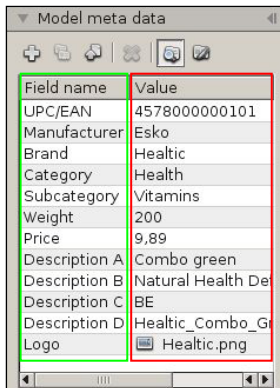 Model meta data
Field name Value
UPC/EAN 4578000000101
Manufacturer Esko
Brand Healtic
Category Health
Subcategory Vitamins
Weight 200
Price 9,89
Description A Combo green
Description B Natural Health De
Description C BE
Description D Healtic_Combo_Gr
Logo Healtic.png